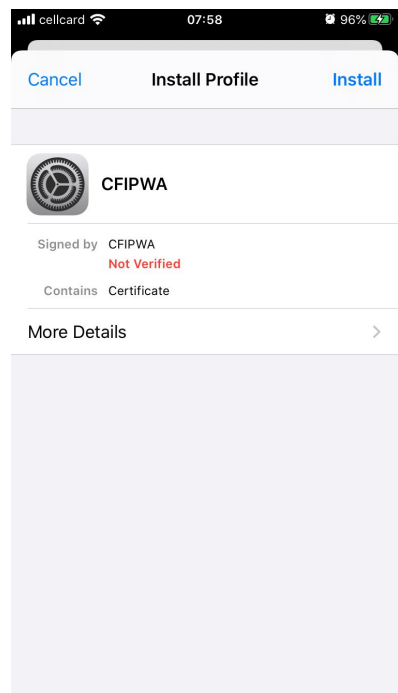 cellcard 07:58 96%
Cancel Install Profile Install
CFIPWA
Signed by CFIPWA
Not Verified
Contains Certificate
More Details